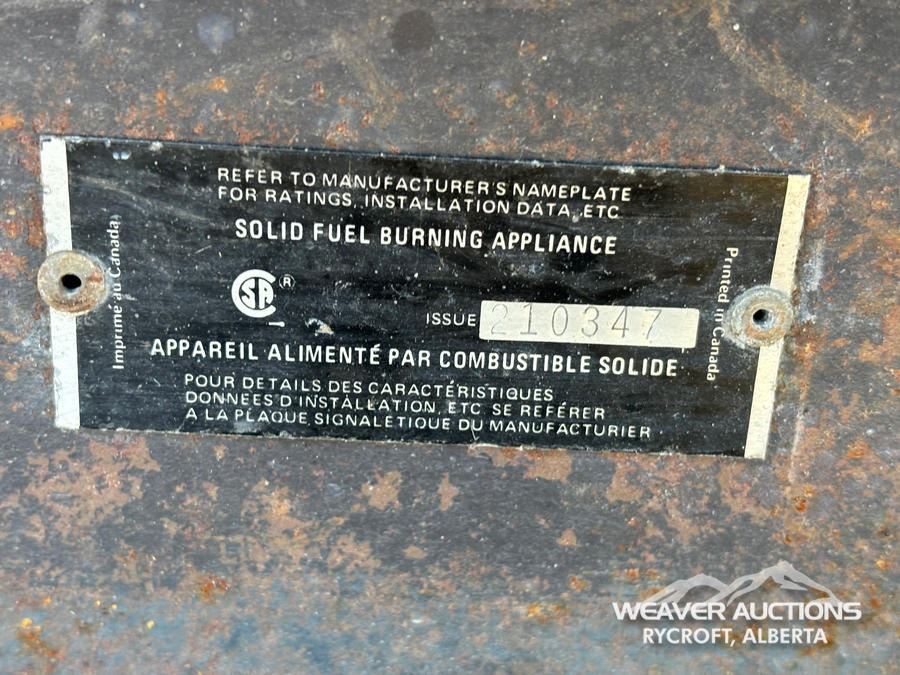 REFER TO MANUFACTURER'S NAMEPLATE
FOR RATINGS, INSTALLATION DATA, ETC
SOLID FUEL BURNING APPLIANCE
Imprimé au Canada
CSA ®
ISSUE 210347
Printed in Canada
APPAREIL ALIMENTÉ PAR COMBUSTIBLE SOLIDE
POUR DETAILS DES CARACTÉRISTIQUES
DONNEES D'INSTALLATION, ETC SE REFÉRER
A LA PLAQUE SIGNALETIQUE DU MANUFACTURIER
WEAVER AUCTIONS
RYCROFT, ALBERTA